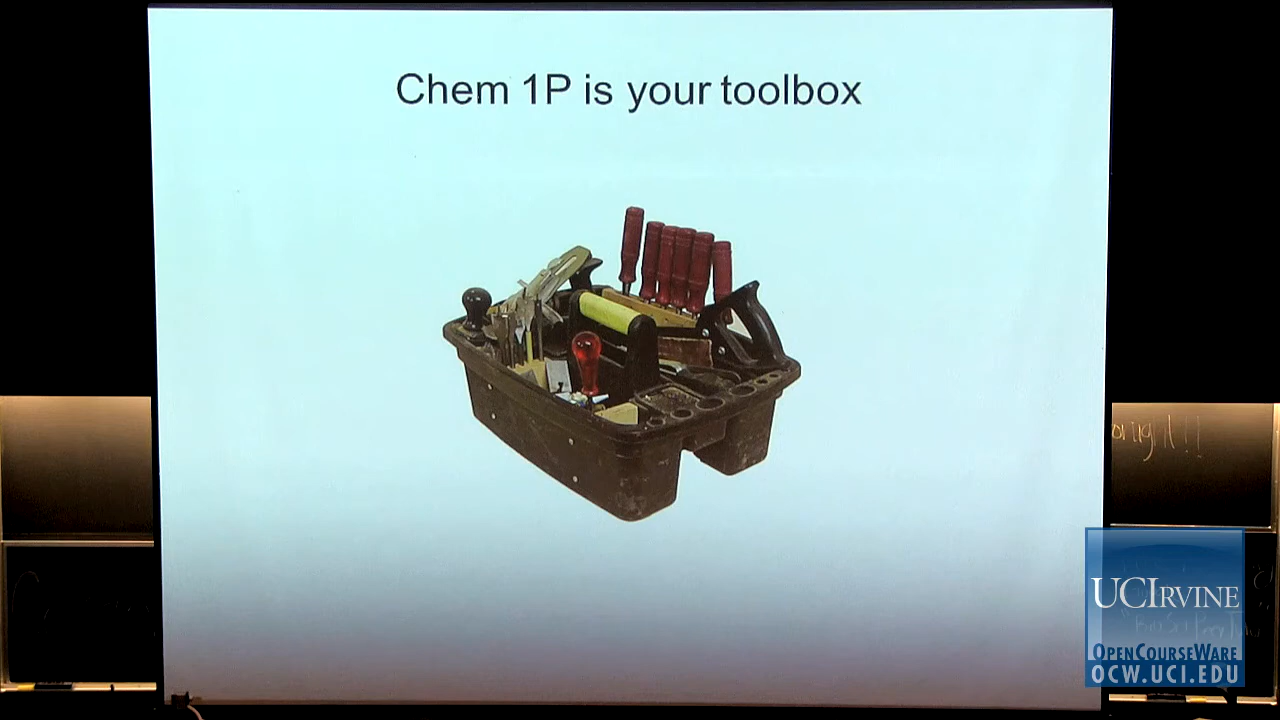 Chem 1P is your toolbox
UCIRVINE
OPENCOURSEWARE
OCW.UCI.EDU